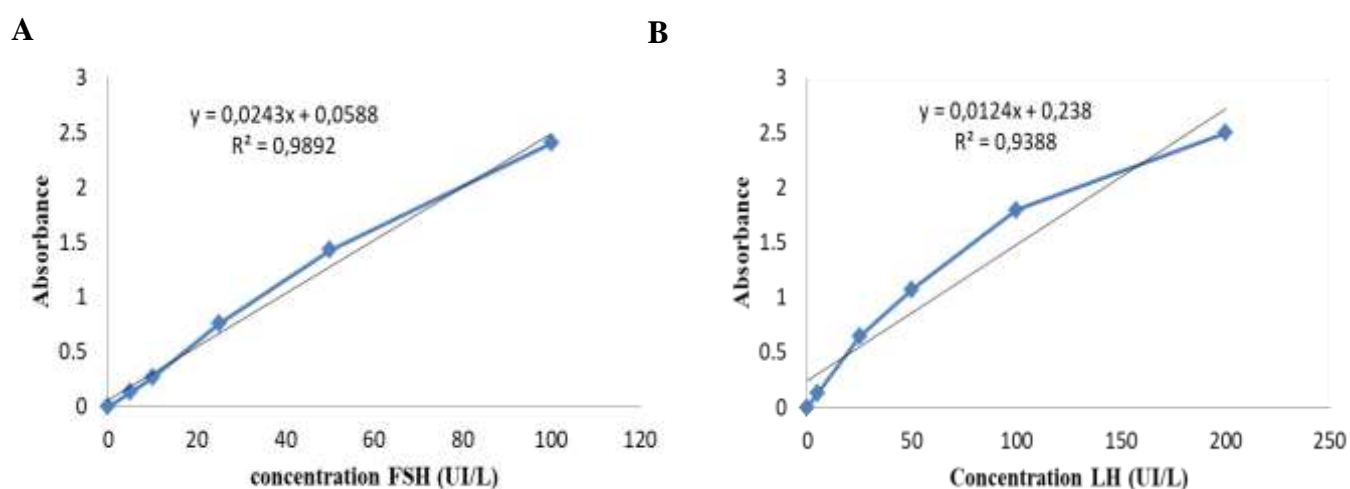 A
B
3
2.5
2
1.5
1
0.5
0
y = 0,0243x + 0,0588
R² = 0,9892
Absorbance
0 20 40 60 80 100 120
concentration FSH (UI/L)
3
2.5
2
1.5
1
0.5
0
y = 0,0124x + 0,238
R² = 0,9388
Absorbance
0 50 100 150 200 250
Concentration LH (UI/L)